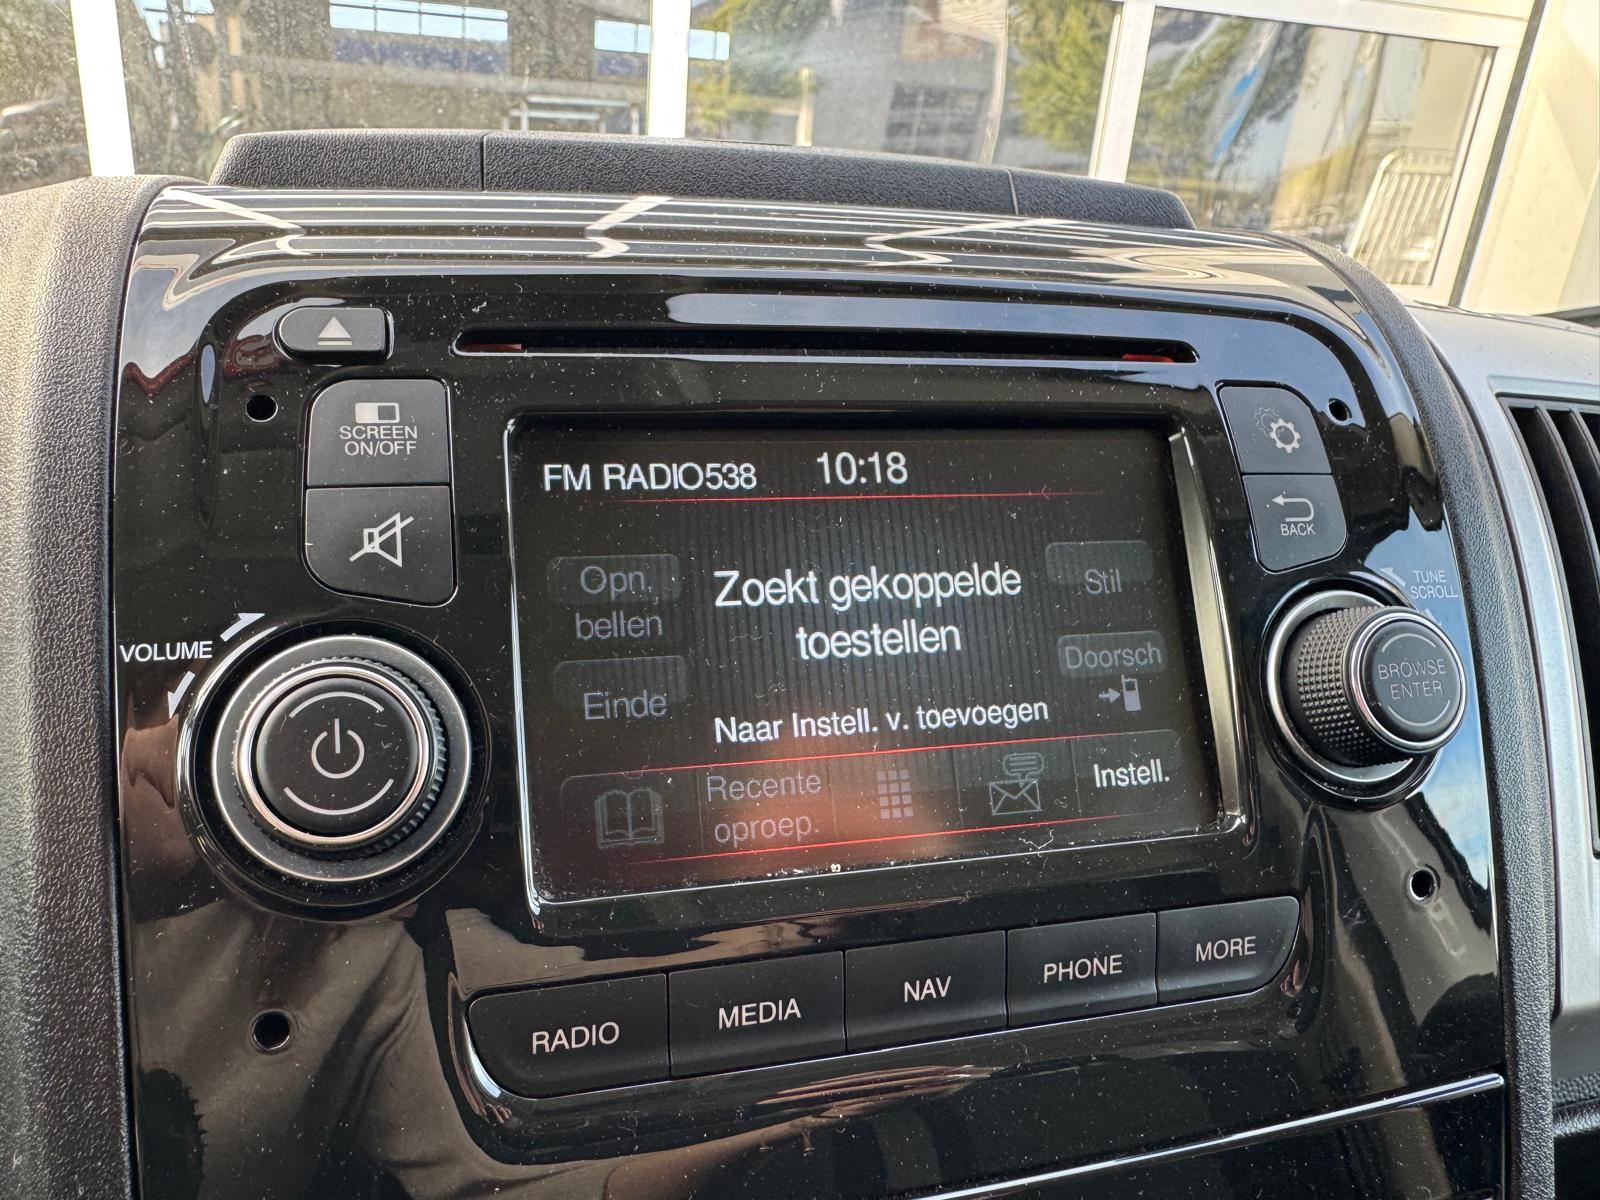 SCREEN
ON/OFF
VOLUME
FM RADIO538 10:18
Opn.
bellen
Zoekt gekoppelde
toestellen
Stil
Einde
Doorsch
Naar Instell. v. toevoegen
Recente
oproep.
Instell.
BACK
TUNE
SCROLL
BROWSE
ENTER
RADIO
MEDIA
NAV
PHONE
MORE